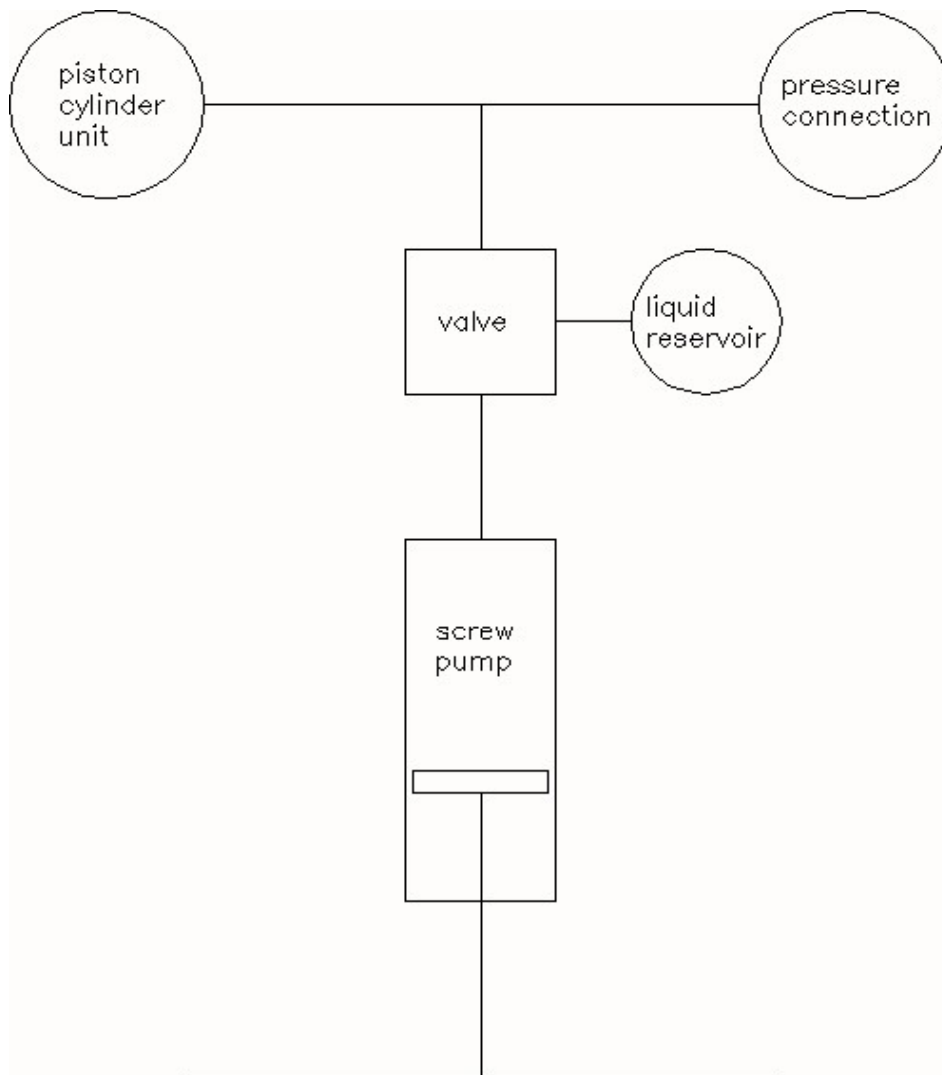 piston
cylinder
unit
pressure
connection
valve
liquid
reservoir
screw
pump